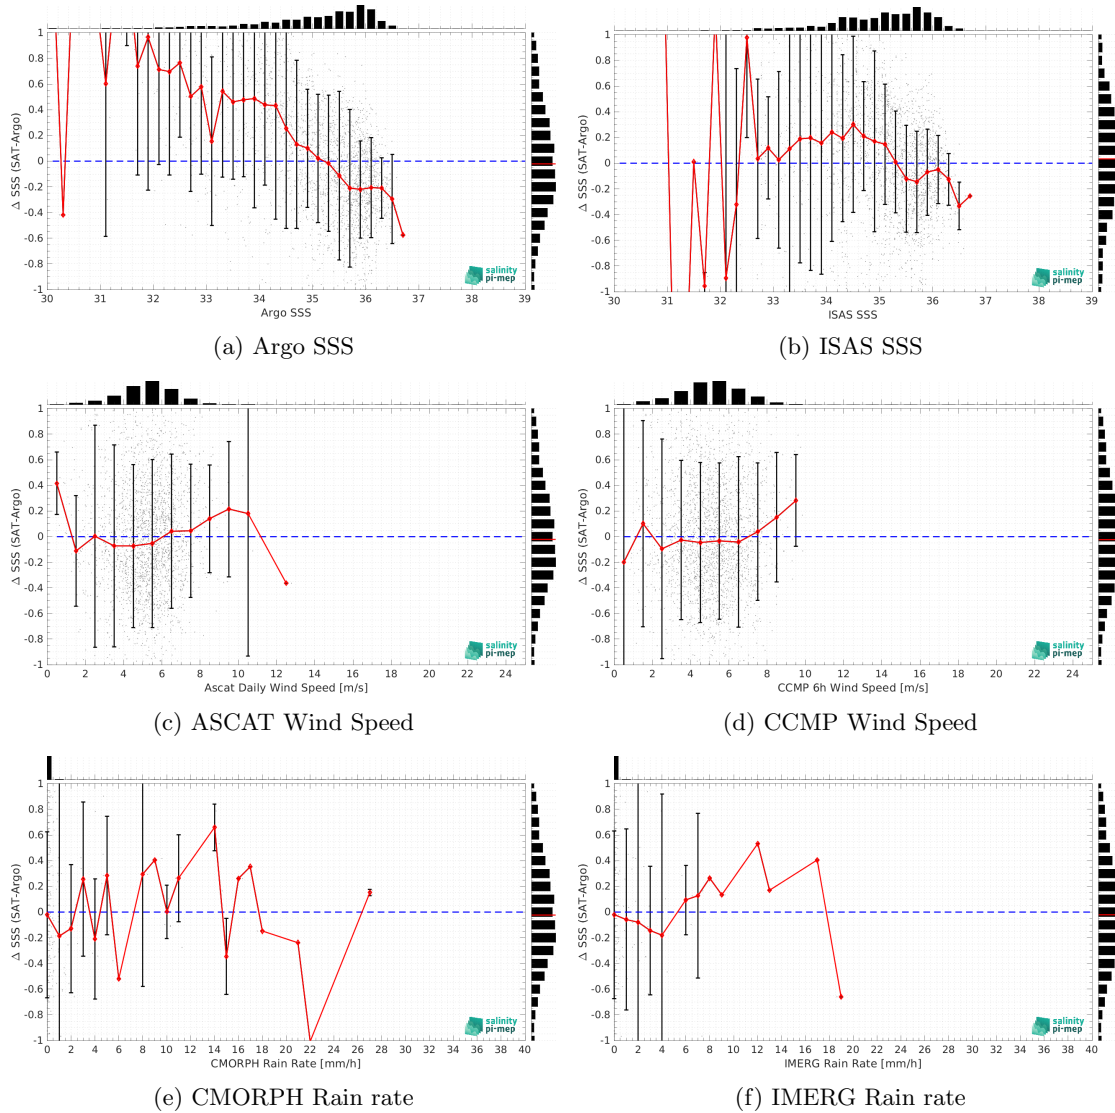 1
0.8
0.6
0.4
0.2
0
-0.2
-0.4
-0.6
-0.8
-1
Δ SSS (SAT-Argo)
30 31 32 33 34 35 36 37 38 39
Argo SSS
salinity
pi-mep
(a) Argo SSS
1
0.8
0.6
0.4
0.2
0
-0.2
-0.4
-0.6
-0.8
-1
Δ SSS (SAT-Argo)
30 31 32 33 34 35 36 37 38 39
ISAS SSS
salinity
pi-mep
(b) ISAS SSS
1
0.8
0.6
0.4
0.2
0
-0.2
-0.4
-0.6
-0.8
-1
Δ SSS (SAT-Argo)
0 2 4 6 8 10 12 14 16 18 20 22 24
Ascat Daily Wind Speed [m/s]
salinity
pi-mep
(c) ASCAT Wind Speed
1
0.8
0.6
0.4
0.2
0
-0.2
-0.4
-0.6
-0.8
-1
Δ SSS (SAT-Argo)
0 2 4 6 8 10 12 14 16 18 20 22 24
CCMP 6h Wind Speed [m/s]
salinity
pi-mep
(d) CCMP Wind Speed
1
0.8
0.6
0.4
0.2
0
-0.2
-0.4
-0.6
-0.8
-1
Δ SSS (SAT-Argo)
0 2 4 6 8 10 12 14 16 18 20 22 24 26 28 30 32 34 36 38 40
CMORPH Rain Rate [mm/h]
salinity
pi-mep
(e) CMORPH Rain rate
1
0.8
0.6
0.4
0.2
0
-0.2
-0.4
-0.6
-0.8
-1
Δ SSS (SAT-Argo)
0 2 4 6 8 10 12 14 16 18 20 22 24 26 28 30 32 34 36 38 40
IMERG Rain Rate [mm/h]
salinity
pi-mep
(f) IMERG Rain rate